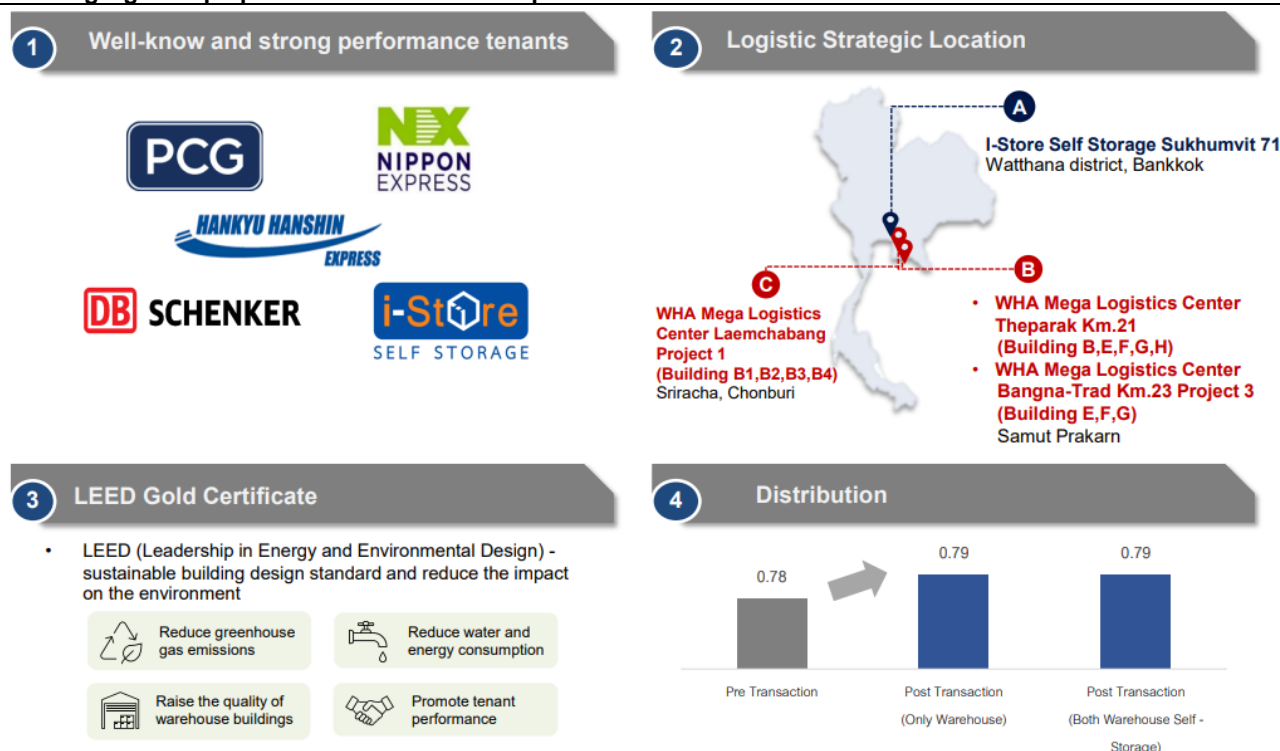 1
Well-know and strong performance tenants
PCG
NX
NIPPON
EXPRESS
HANKYU HANSHIN
EXPRESS
DB SCHENKER
i-Store
SELF STORAGE
2
Logistic Strategic Location
A
I-Store Self Storage Sukhumvit 71
Watthana district, Bankkok
C
WHA Mega Logistics
Center Laemchabang
Project 1
(Building B1,B2,B3,B4)
Sriracha, Chonburi
B
• WHA Mega Logistics Center
Theparak Km.21
(Building B,E,F,G,H)
• WHA Mega Logistics Center
Bangna-Trad Km.23 Project 3
(Building E,F,G)
Samut Prakarn
3
LEED Gold Certificate
• LEED (Leadership in Energy and Environmental Design) -
sustainable building design standard and reduce the impact
on the environment
Reduce greenhouse
gas emissions
Reduce water and
energy consumption
Raise the quality of
warehouse buildings
Promote tenant
performance
4
Distribution
0.78
0.79
0.79
Pre Transaction
Post Transaction
(Only Warehouse)
Post Transaction
(Both Warehouse Self -
Storage)